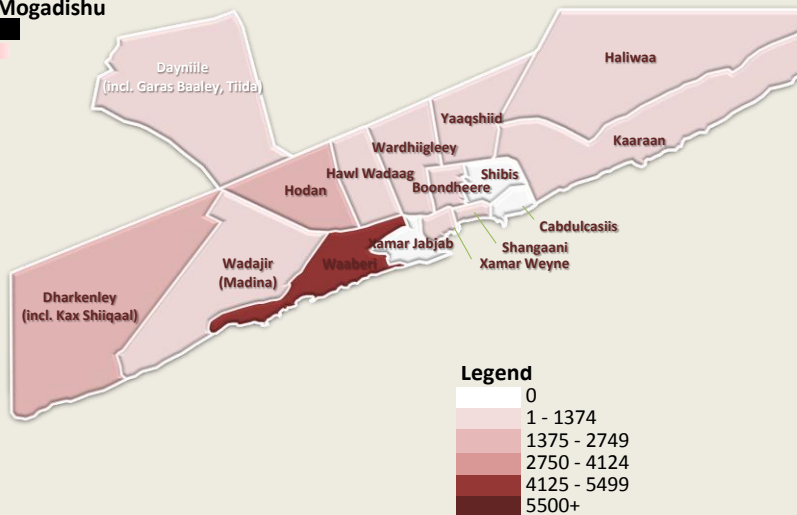 Mogadishu
Haliwaa
Dayniile
(incl. Garas Baaley, Tiida)
Yaaqshiid
Kaaraan
Wardhiigleey
Hawl Wadaag
Shibis
Boondheere
Hodan
Cabdulcasiis
Xamar Jabjab
Shangaani
Waaberi
Xamar Weyne
Wadajir
(Madina)
Dharkenley
(incl. Kax Shiiqaal)
Legend
0
1 - 1374
1375 - 2749
2750 - 4124
4125 - 5499
5500+